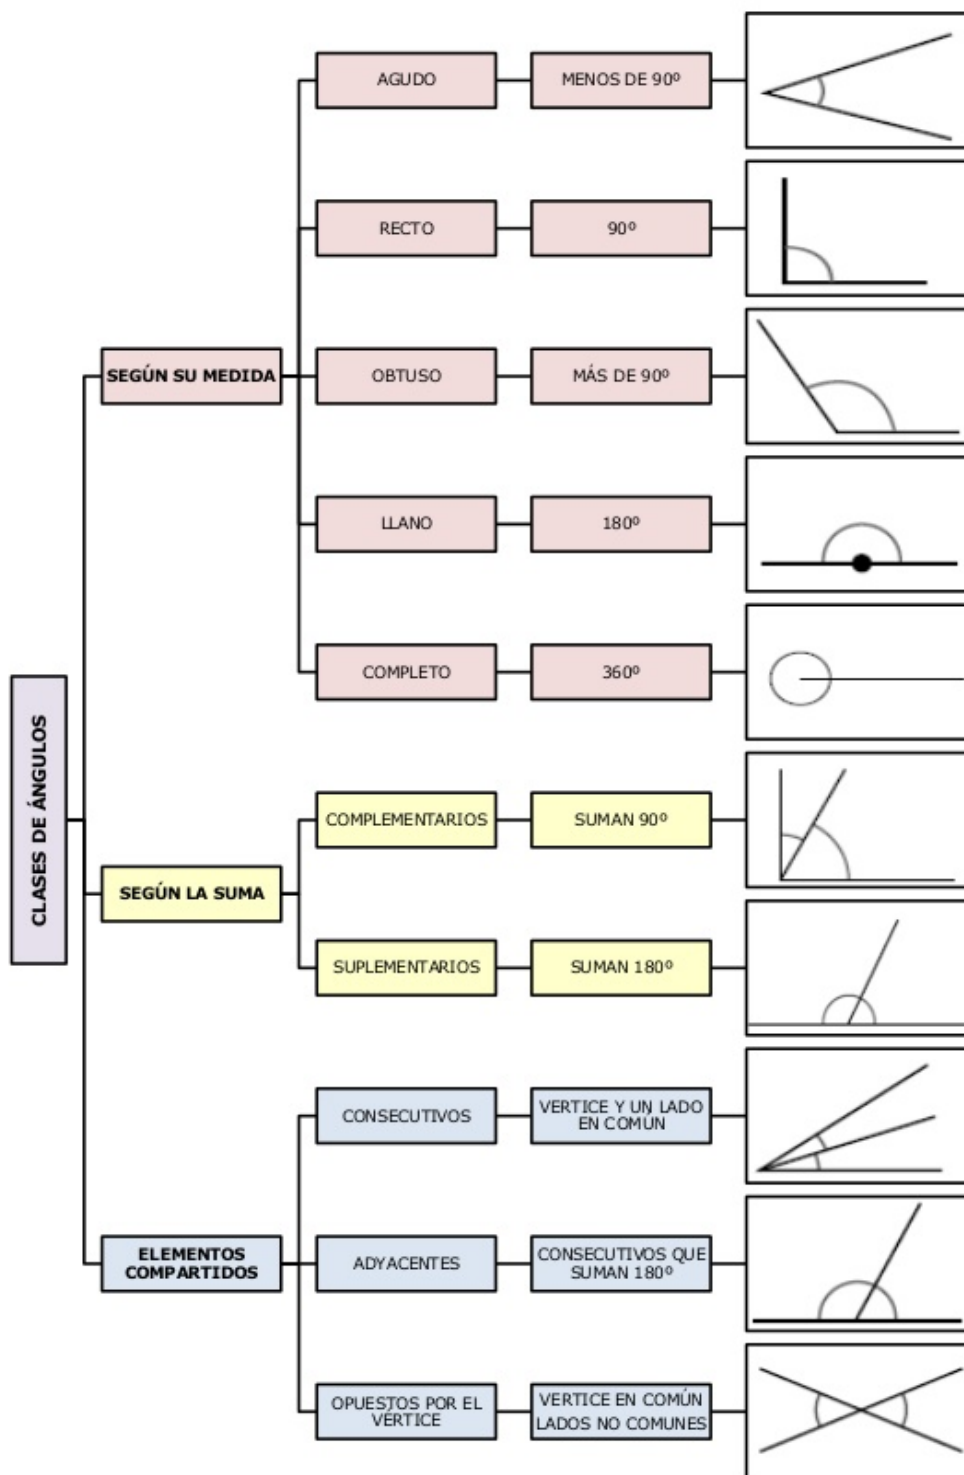 CLASES DE ÁNGULOS
SEGÚN SU MEDIDA
AGUDO
MENOS DE 90º
RECTO
90º
OBTUSO
MÁS DE 90º
LLANO
180º
COMPLETO
360º
SEGÚN LA SUMA
COMPLEMENTARIOS
SUMAN 90º
SUPLEMENTARIOS
SUMAN 180º
ELEMENTOS
COMPARTIDOS
CONSECUTIVOS
VERTICE Y UN LADO
EN COMÚN
ADYACENTES
CONSECUTIVOS QUE
SUMAN 180º
OPUESTOS POR EL
VÉRTICE
VERTICE EN COMÚN
LADOS NO COMUNES